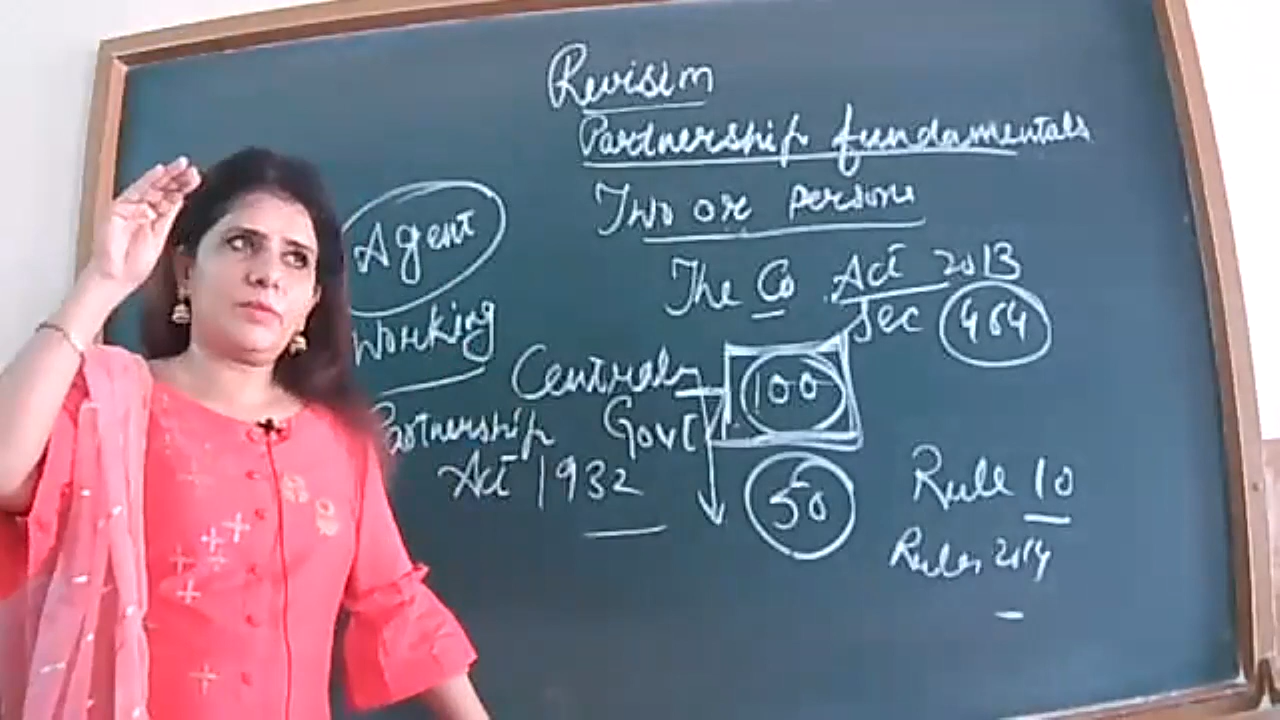 Revision
Partnership fundamentals
Two or persons
The Co Act 2013
Sec 464
Agent
Working
Central 100
Partnership Govt
Act 1932
50
Rule 10
Rules 2014